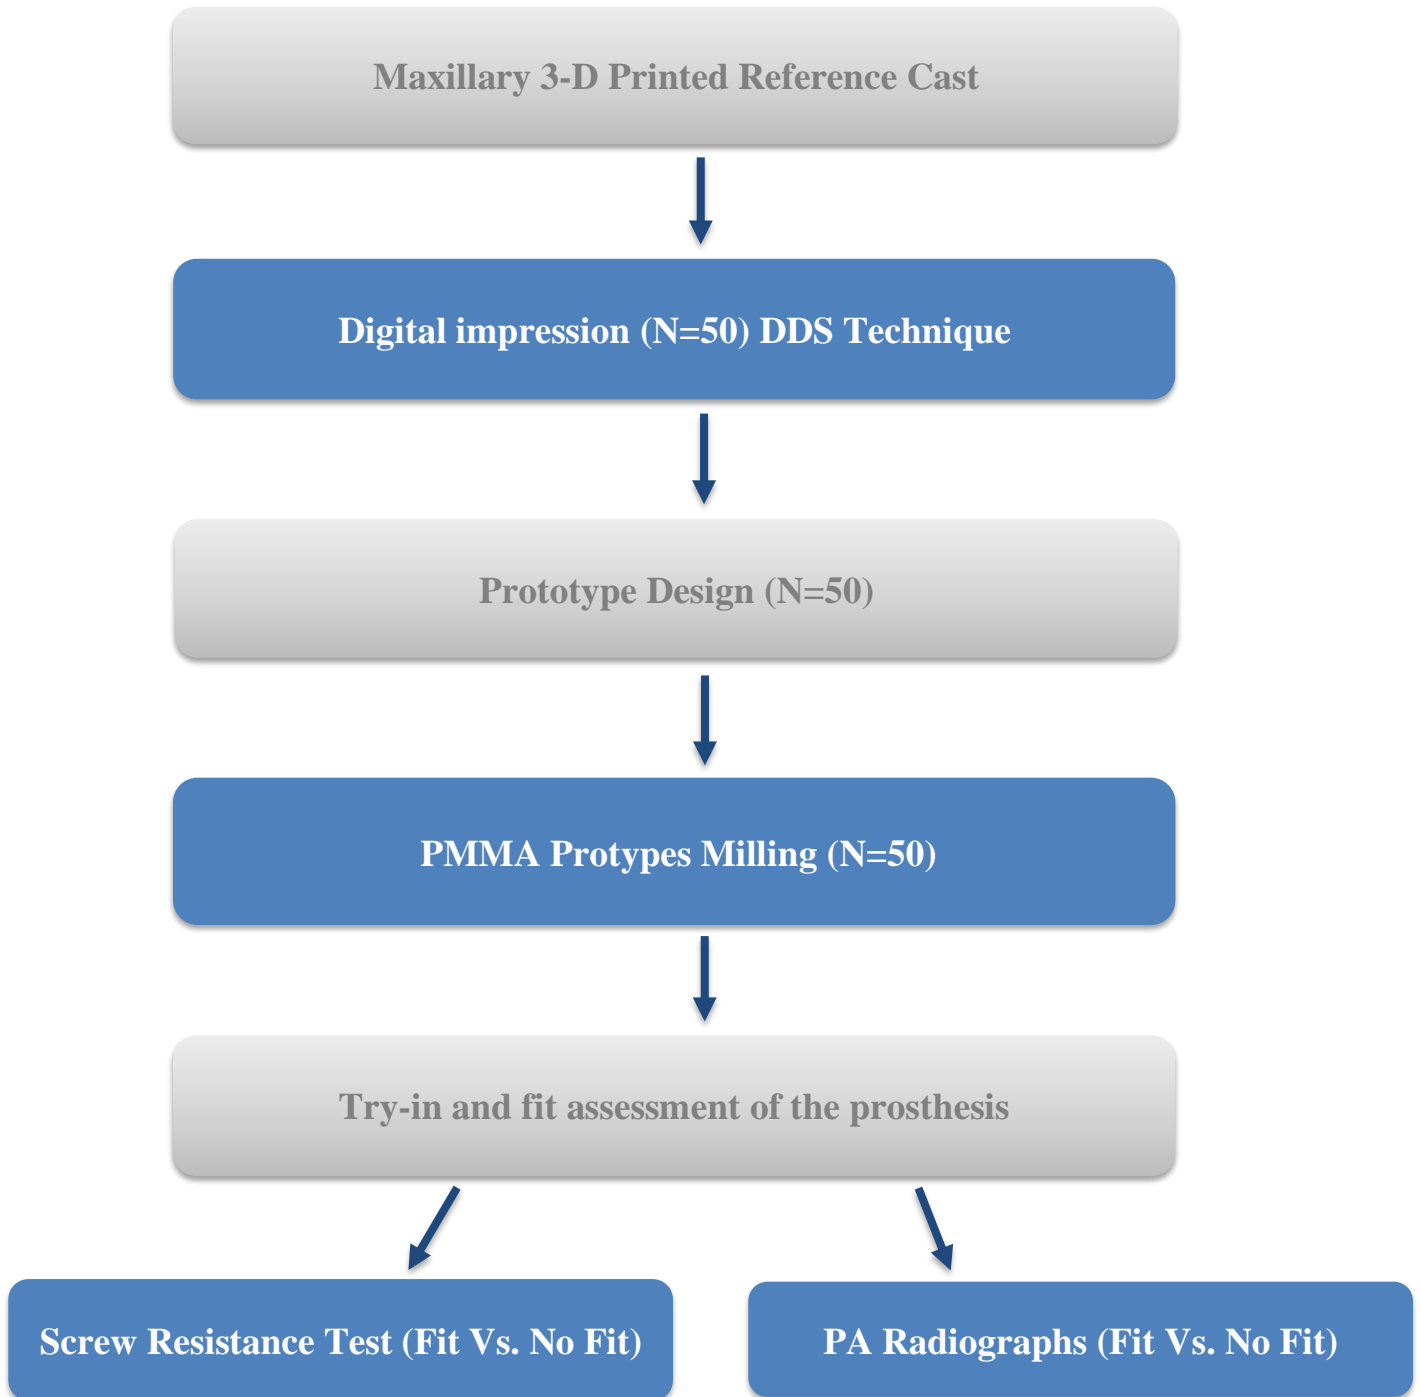 Maxillary 3-D Printed Reference Cast
Digital impression (N=50) DDS Technique
Prototype Design (N=50)
PMMA Protypes Milling (N=50)
Try-in and fit assessment of the prosthesis
Screw Resistance Test (Fit Vs. No Fit)
PA Radiographs (Fit Vs. No Fit)